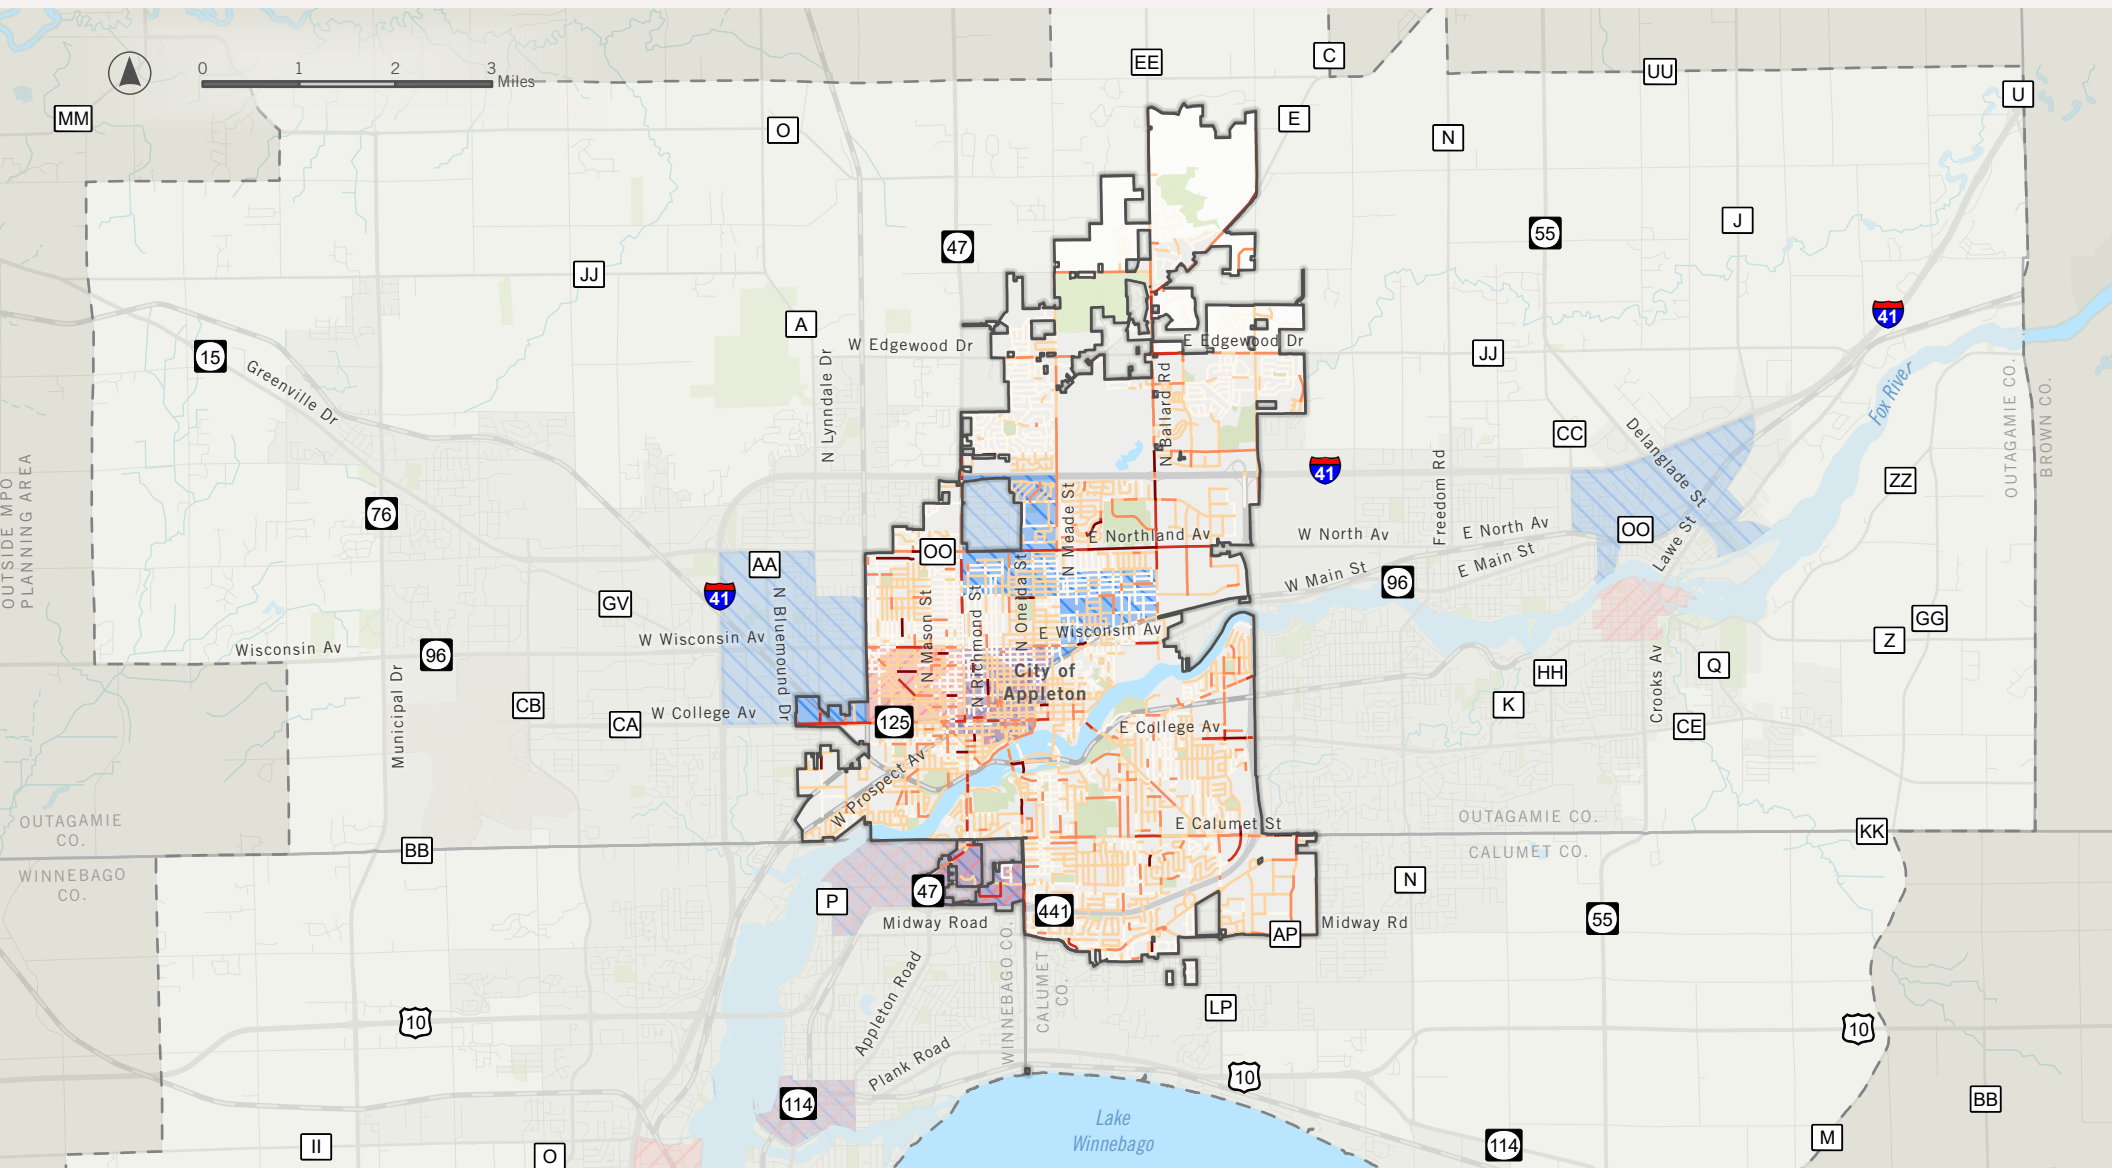 EE
C
UU
0 1 2 3
Miles
U
MM
O
E
N
47
55
J
JJ
41
A
W Edgewood Dr
E Edgewood Dr
JJ
15
Greenville Dr
N Lynndale Dr
N Ballard Rd
Fox River
OUTAGAMIE CO.
BROWN CO.
CC
Delanglade St
41
Freedom Rd
ZZ
OUTSIDE MPO
PLANNING AREA
76
N Meade St
E Northland Av
W North Av
E North Av
OO
Lawe St
OO
AA
E Main St
W Main St
96
41
GV
N Bluemound Dr
N Mason St
N Richmond St
N Oneida St
E Wisconsin Av
W Wisconsin Av
Wisconsin Av
96
GG
Z
City of
Appleton
HH
Q
Crooks Av
K
CE
Municipal Dr
CB
CA
W College Av
125
E College Av
W Prospect Av
E Calumet St
OUTAGAMIE
CO.
OUTAGAMIE CO.
KK
BB
CALUMET CO.
WINNEBAGO
CO.
47
N
P
441
Midway Road
AP
Midway Rd
55
WINNEBAGO CO.
CALUMET
CO.
Appleton Road
LP
10
10
Plank Road
10
114
BB
Lake
Winnebago
II
O
114
M